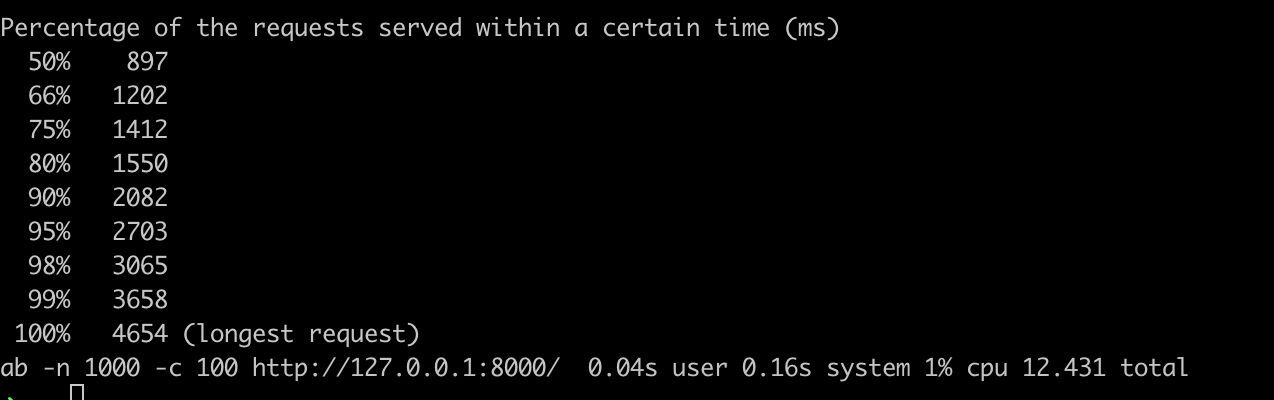 Percentage of the requests served within a certain time (ms)
50% 897
66% 1202
75% 1412
80% 1550
90% 2082
95% 2703
98% 3065
99% 3658
100% 4654 (longest request)
ab -n 1000 -c 100 http://127.0.0.1:8000/ 0.04s user 0.16s system 1% cpu 12.431 total